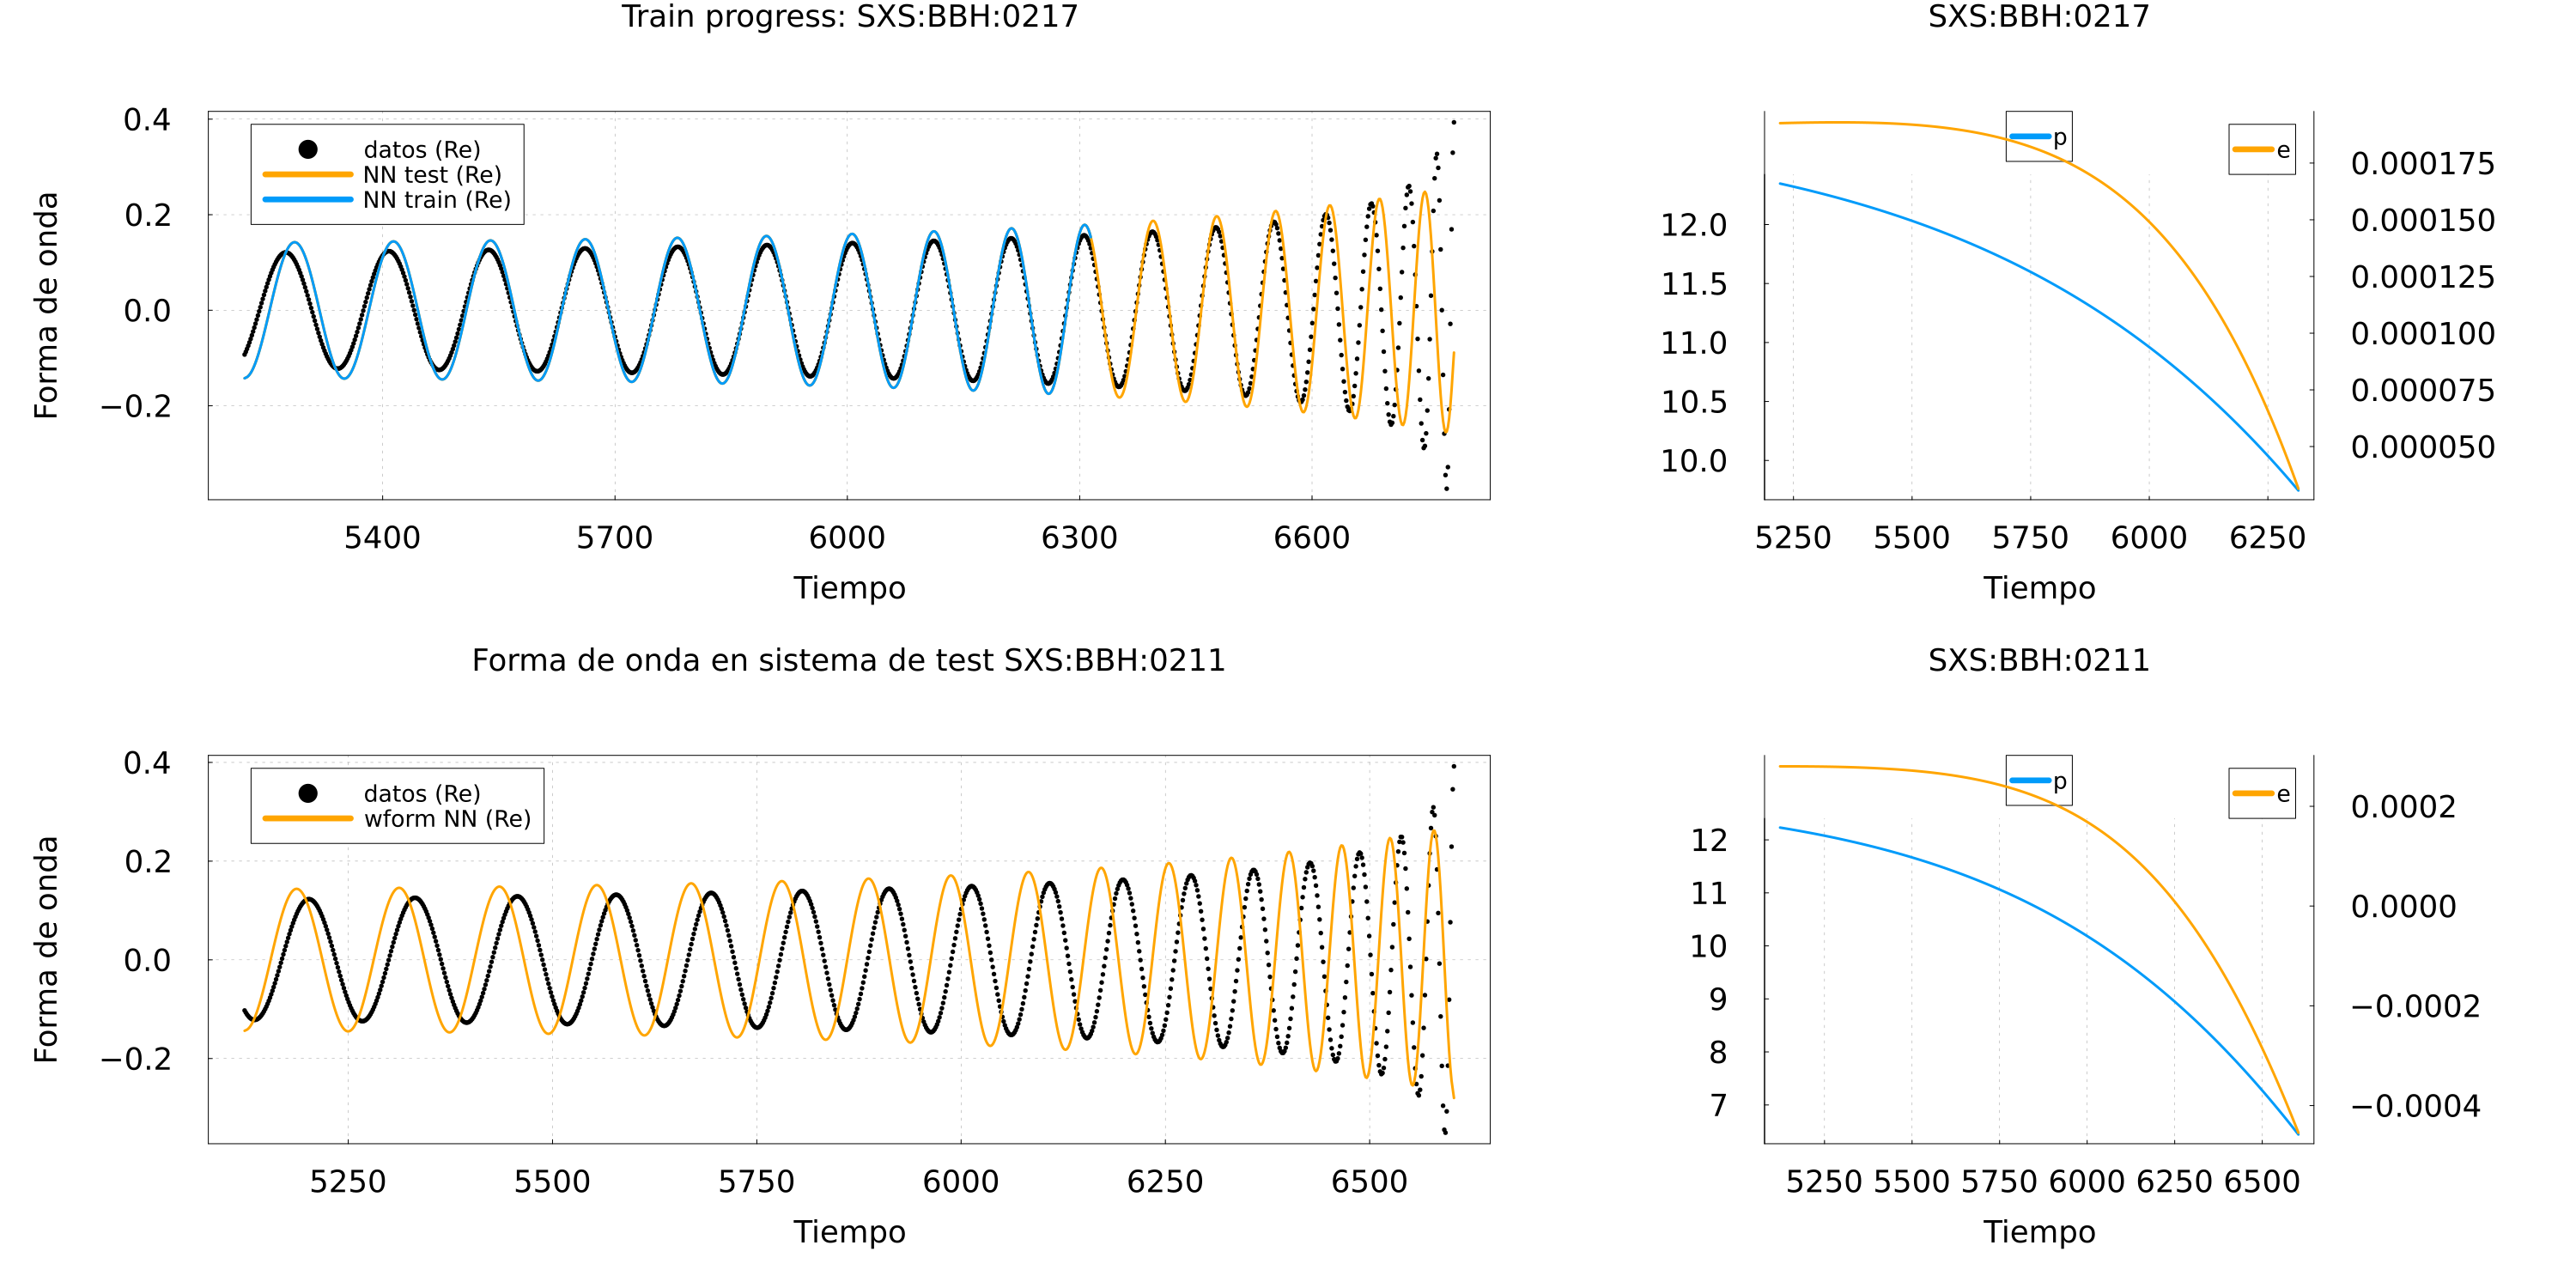 Train progress: SXS:BBH:0217
0.4
0.2
0.0
−0.2
Forma de onda
datos (Re)
NN test (Re)
NN train (Re)
5400 5700 6000 6300 6600
Tiempo
SXS:BBH:0217
p
e
12.0
11.5
11.0
10.5
10.0
0.000175
0.000150
0.000125
0.000100
0.000075
0.000050
5250 5500 5750 6000 6250
Tiempo
Forma de onda en sistema de test SXS:BBH:0211
0.4
0.2
0.0
−0.2
Forma de onda
datos (Re)
wform NN (Re)
5250 5500 5750 6000 6250 6500
Tiempo
SXS:BBH:0211
p
e
12
11
10
9
8
7
0.0002
0.0000
−0.0002
−0.0004
5250 5500 5750 6000 6250 6500
Tiempo